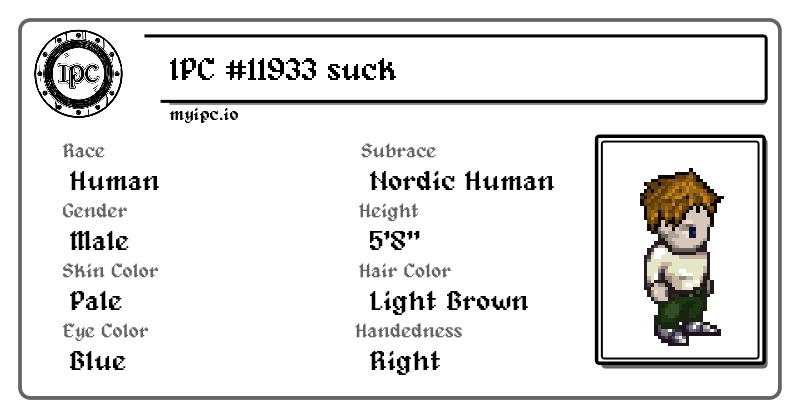 IPC
IPC #11933 suck
myipc.io
Race
Human
Subrace
Nordic Human
Gender
Male
Height
5'8"
Skin Color
Pale
Hair Color
Light Brown
Eye Color
Blue
Handedness
Right